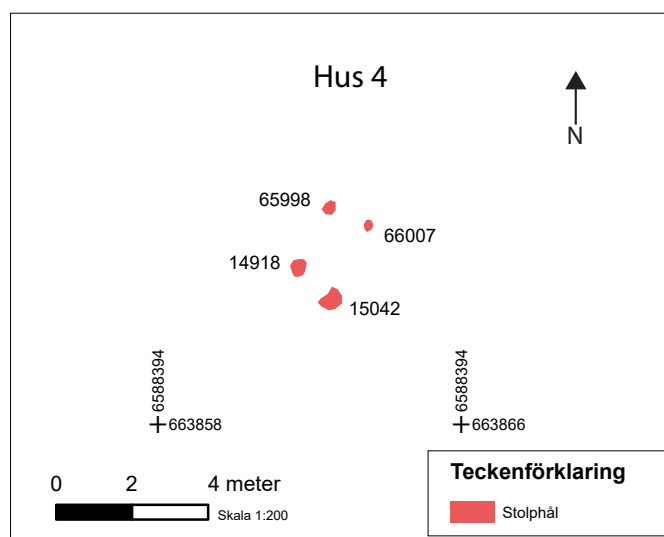 Hus 4
N
65998
66007
14918
15042
6588394
663858
6588394
663866
0 2 4 meter
Skala 1:200
Teckenförklaring
Stolphål